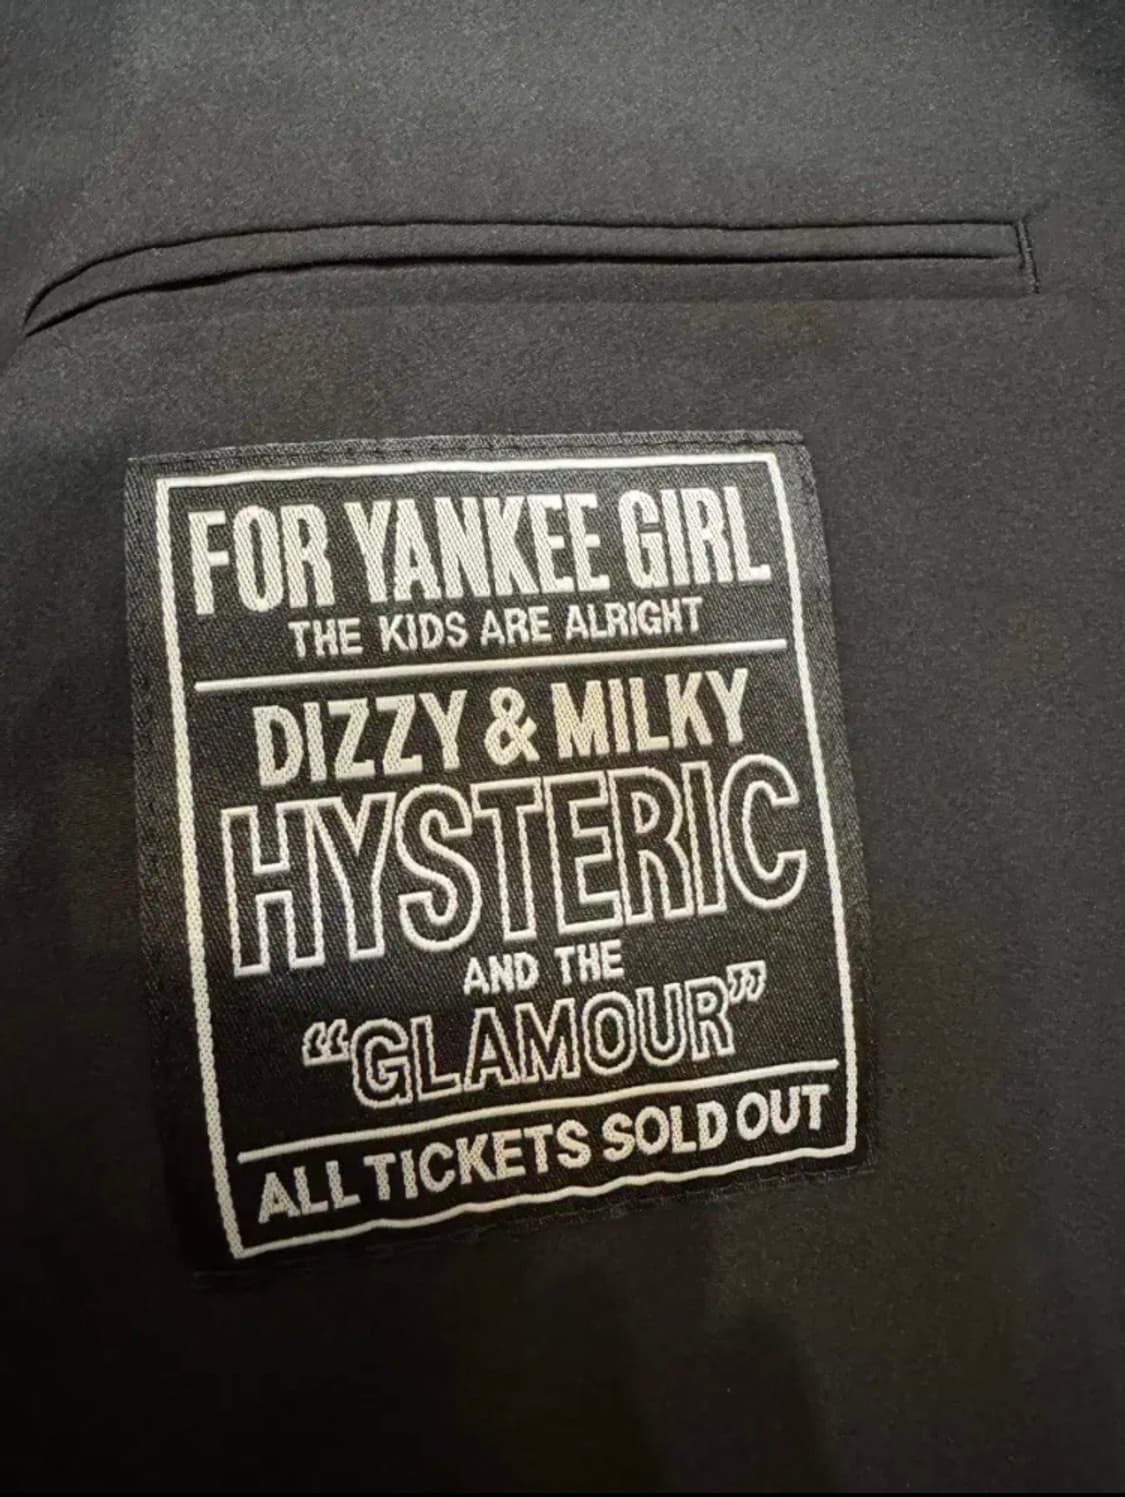 FOR YANKEE GIRL
THE KIDS ARE ALRIGHT
DIZZY & MILKY
HYSTERIC
AND THE
“GLAMOUR”
ALL TICKETS SOLD OUT